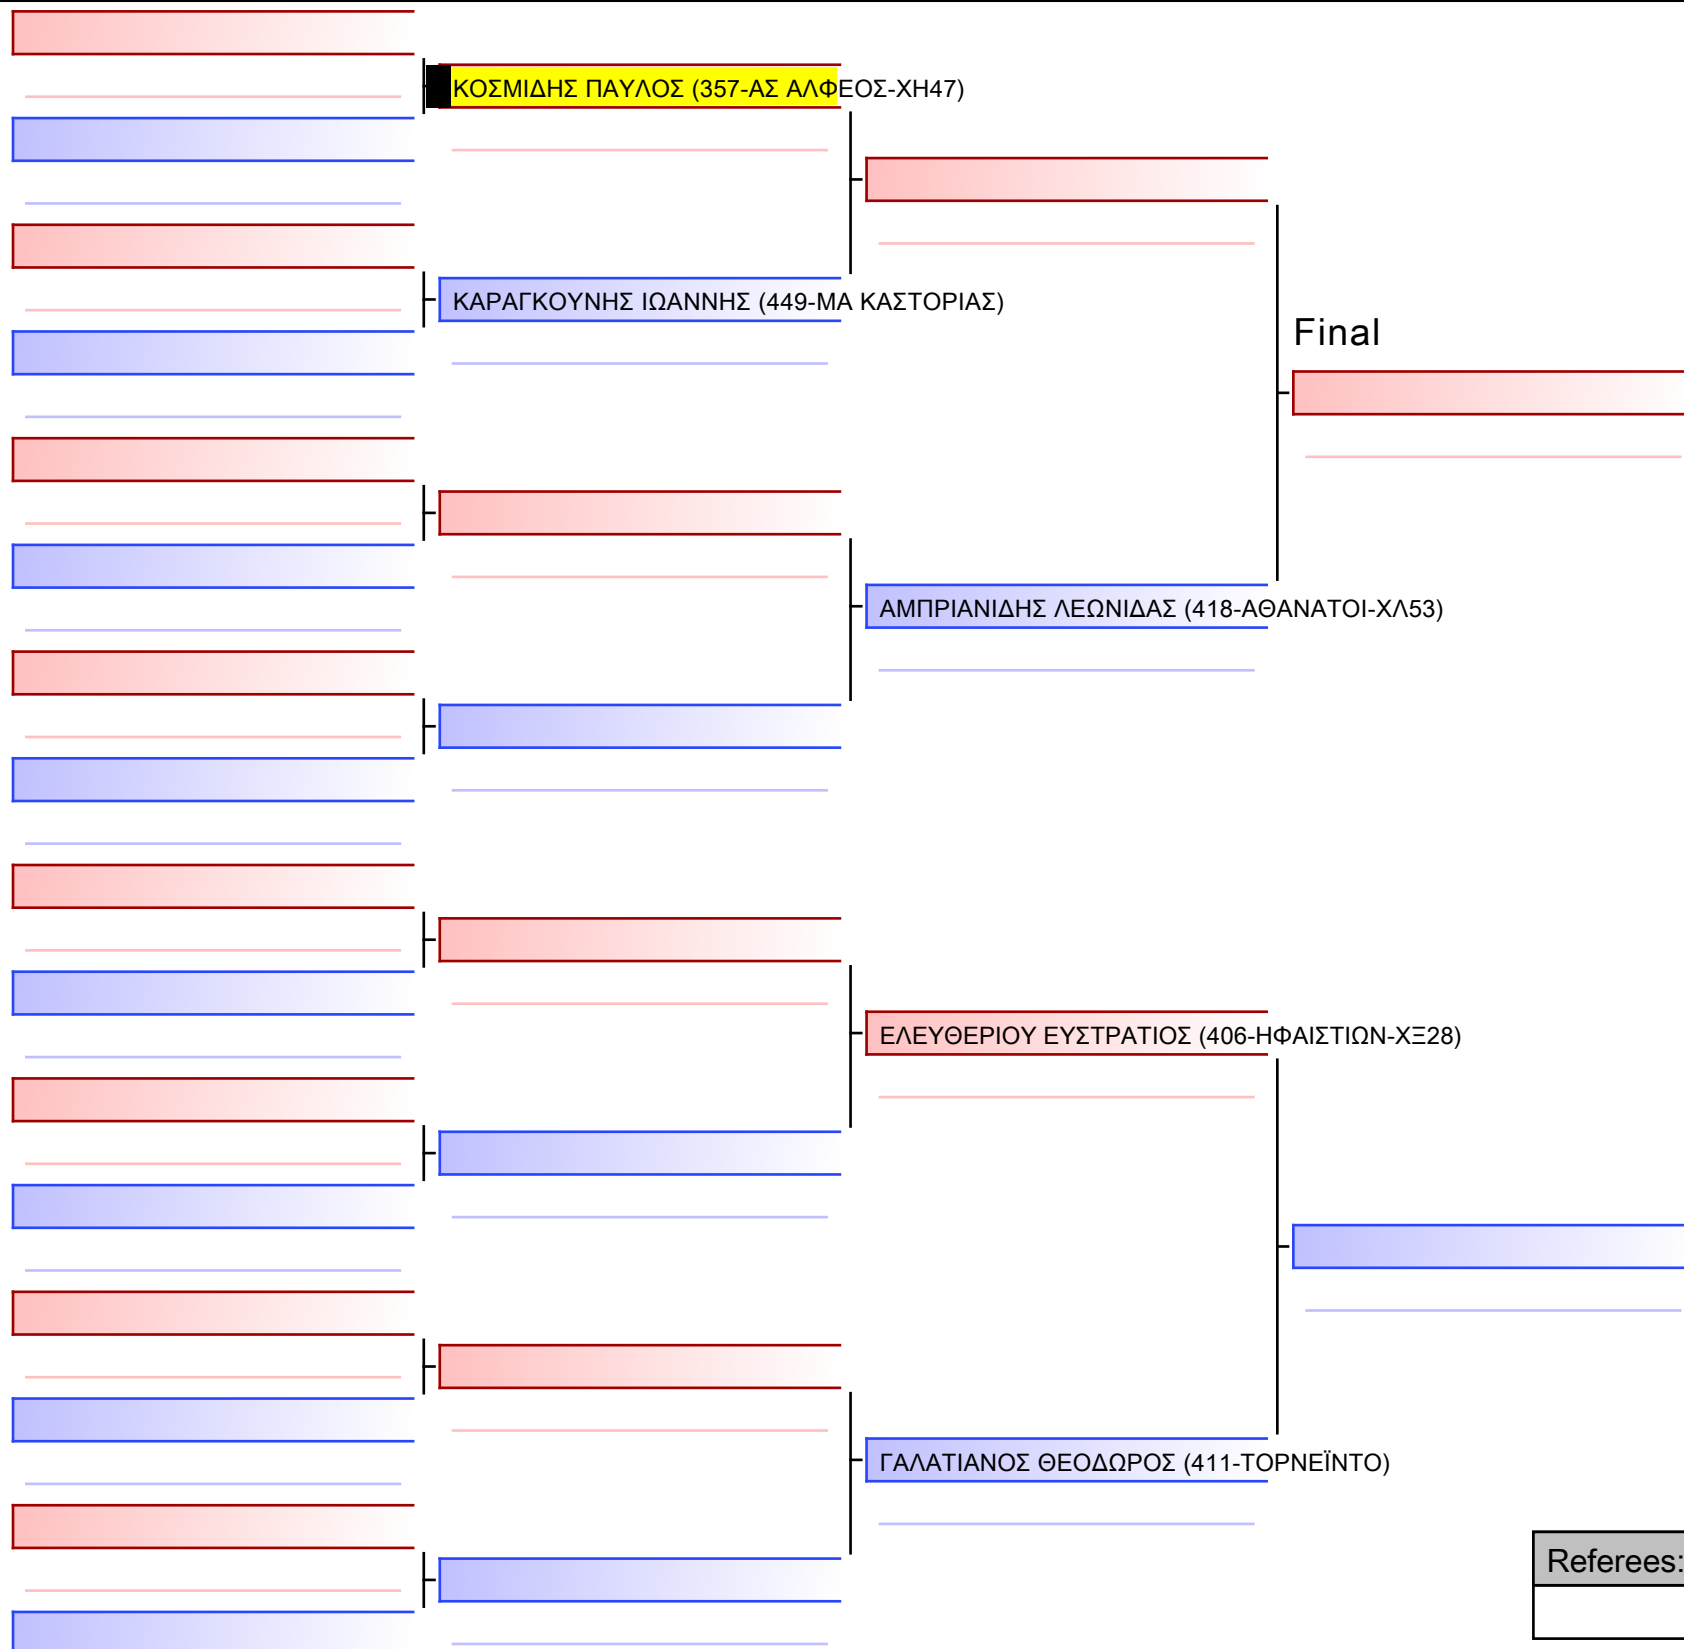 ΚΟΣΜΙΔΗΣ ΠΑΥΛΟΣ (357-ΑΣ ΑΛΦΕΟΣ-ΧΗ47)
ΚΑΡΑΓΚΟΥΝΗΣ ΙΩΑΝΝΗΣ (449-ΜΑ ΚΑΣΤΟΡΙΑΣ)
Final
ΑΜΠΡΙΑΝΙΔΗΣ ΛΕΩΝΙΔΑΣ (418-ΑΘΑΝΑΤΟΙ-ΧΛ53)
ΕΛΕΥΘΕΡΙΟΥ ΕΥΣΤΡΑΤΙΟΣ (406-ΗΦΑΙΣΤΙΩΝ-ΧΞ28)
ΓΑΛΑΤΙΑΝΟΣ ΘΕΟΔΩΡΟΣ (411-ΤΟΡΝΕΪΝΤΟ)
Referees: